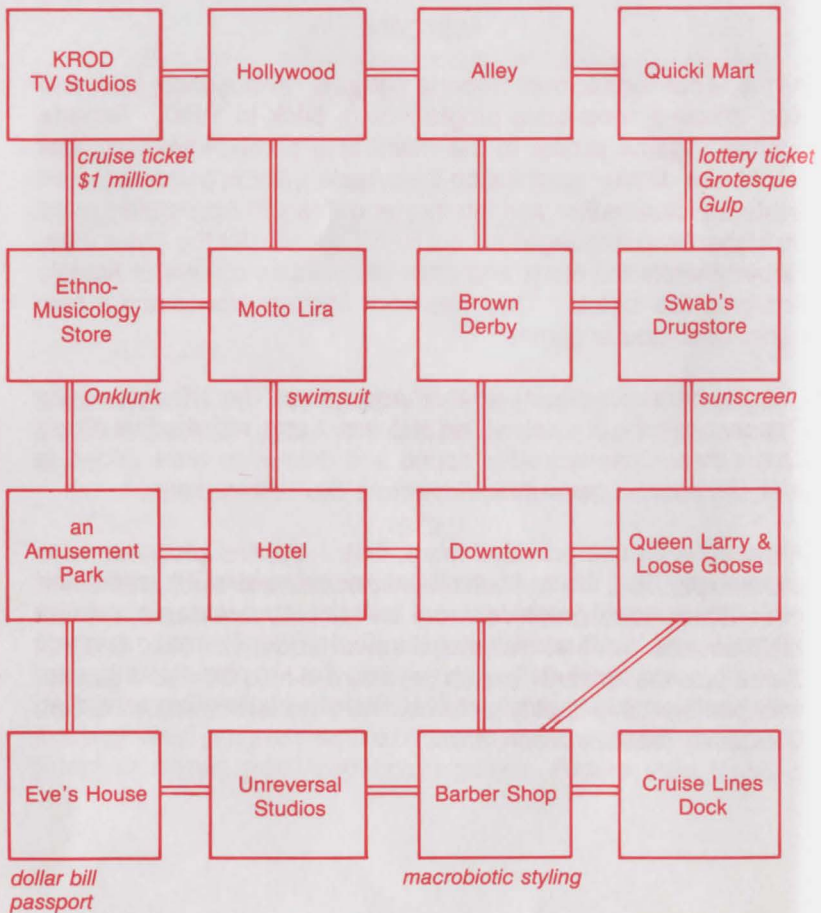 KROD
TV Studios
Hollywood
Alley
Quicki Mart
cruise ticket
$1 million
lottery ticket
Grotesque
Gulp
Ethno-
Musicology
Store
Molto Lira
Brown
Derby
Swab's
Drugstore
Onklunk
swimsuit
sunscreen
an
Amusement
Park
Hotel
Downtown
Queen Larry &
Loose Goose
Eve's House
Unreversal
Studios
Barber Shop
Cruise Lines
Dock
dollar bill
passport
macrobiotic styling